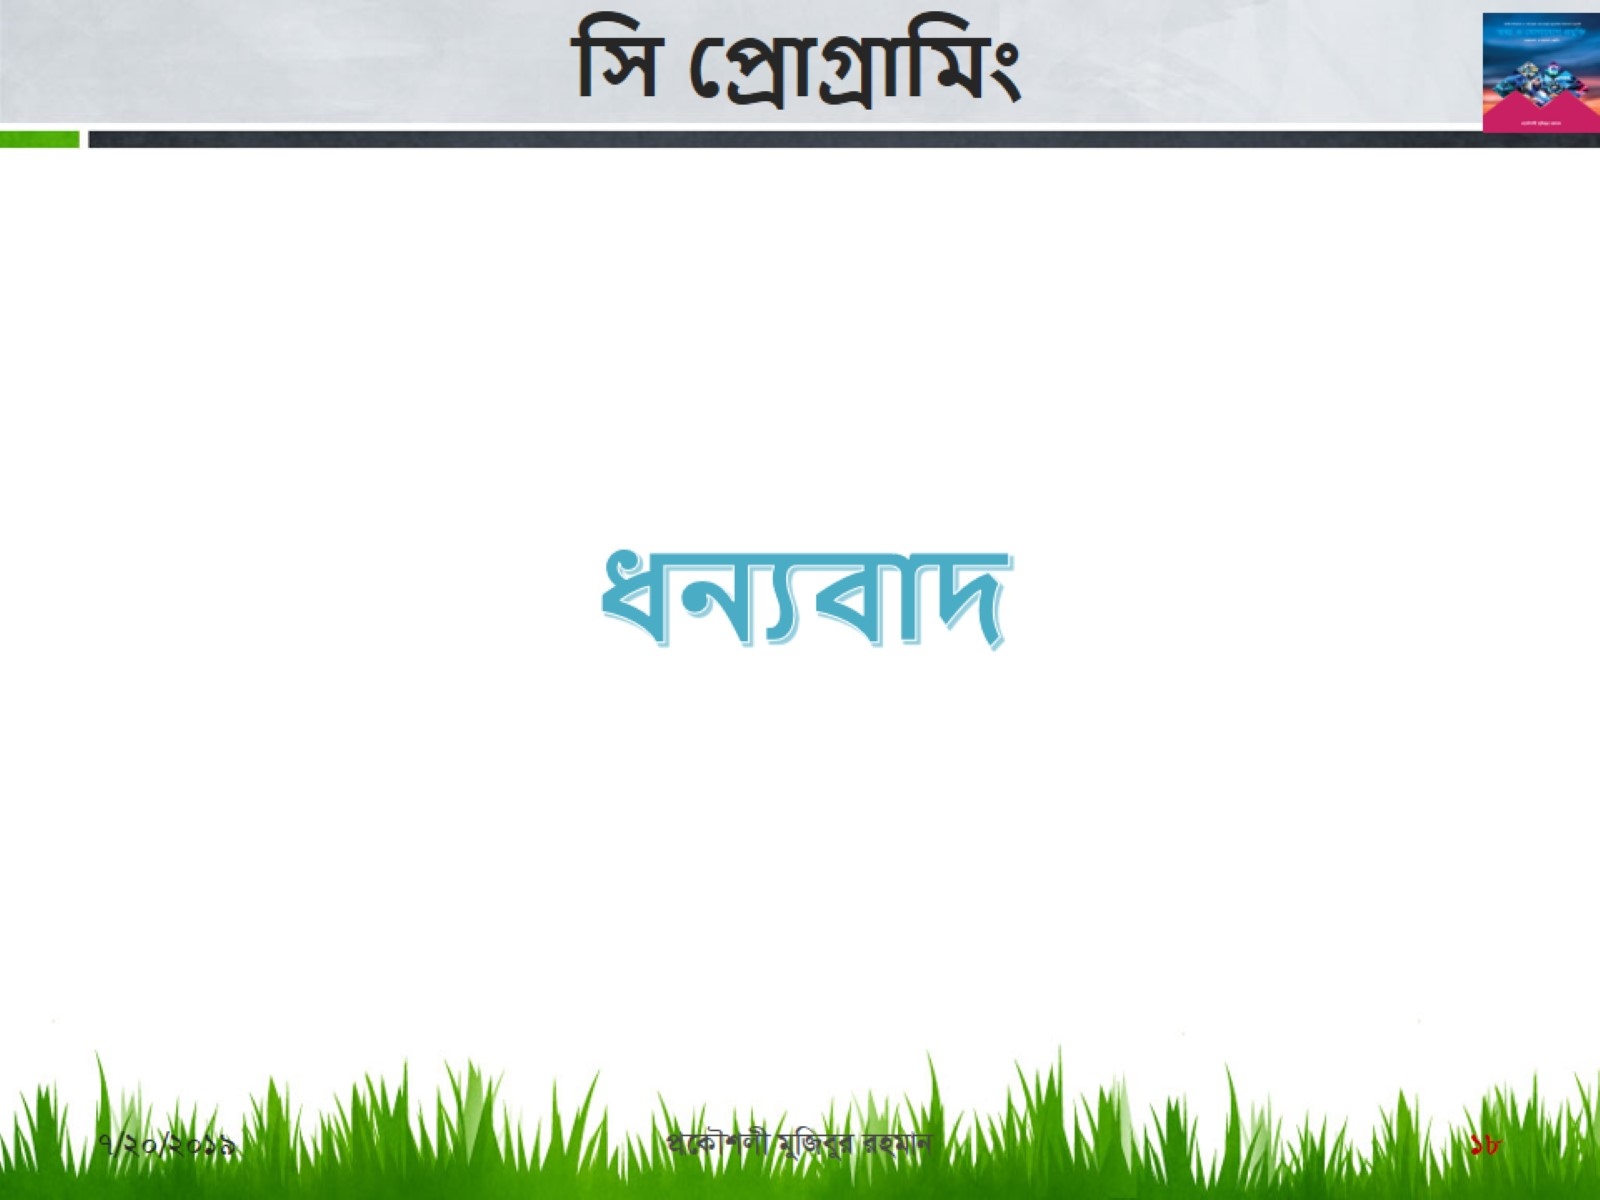 সি প্রোগ্রামিং
ধন্যবাদ
৭/২০/২০১৯
প্রকৌশলী মুজিবুর রহমান
১৮